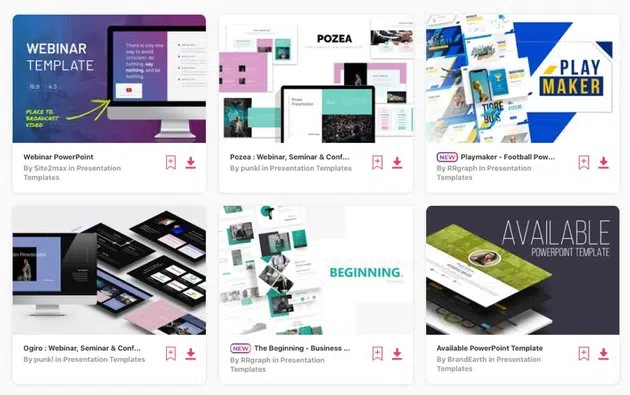 WEBINAR
TEMPLATE
16:9 4:3
PLACE TO
BROADCAST
VIDEO
There is only one
way to avoid
criticism: do
nothing, say
nothing, and be
nothing.
Webinar PowerPoint
By Site2max in Presentation
Templates
POZEA
Pozea
Presentation
Pozea : Webinar, Seminar & Conf...
By punkl in Presentation
Templates
PLAY
MAKER
NEW Playmaker - Football Pow...
By RRgraph in Presentation
Templates
Ogiro : Webinar, Seminar & Conf...
By punkl in Presentation Templates
BEGINNING.
NEW The Beginning - Business ...
By RRgraph in Presentation
Templates
AVAILABLE
POWERPOINT TEMPLATE
Available PowerPoint Template
By BrandEarth in Presentation
Templates